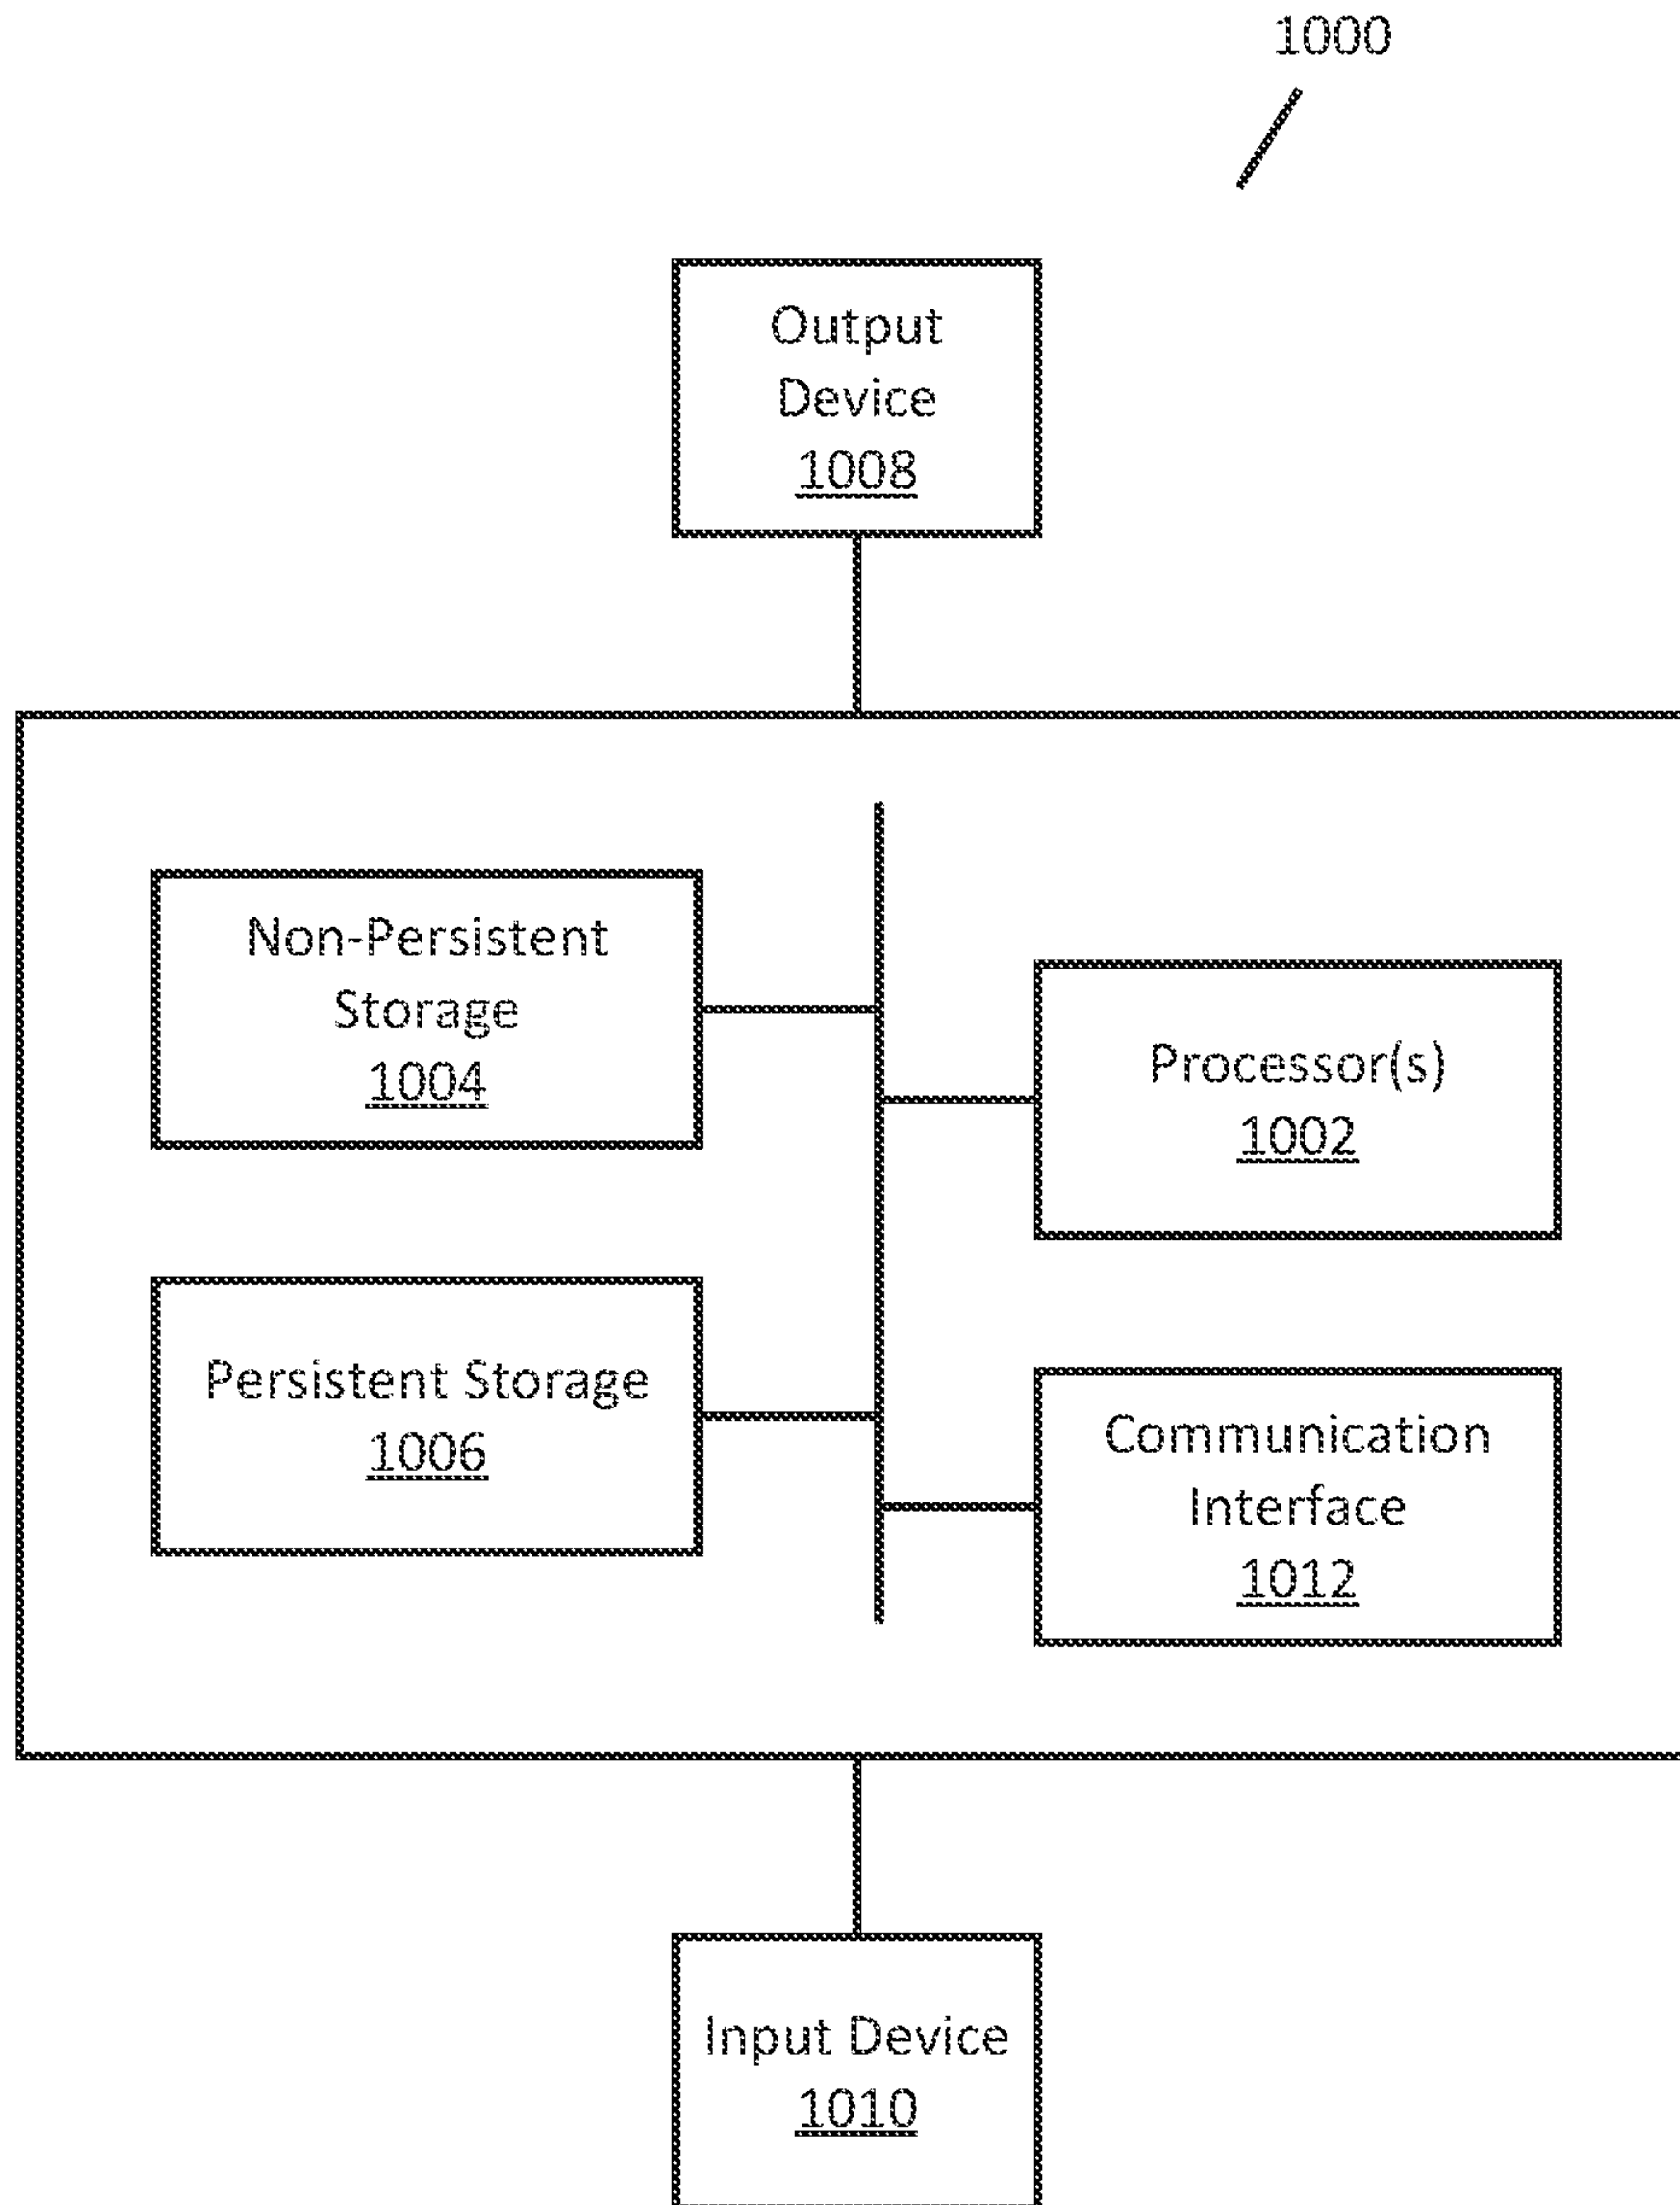 1000
Output
Device
1008
Non-Persistent
Storage
1004
Processor(s)
1002
Persistent Storage
1006
Communication
Interface
1012
Input Device
1010